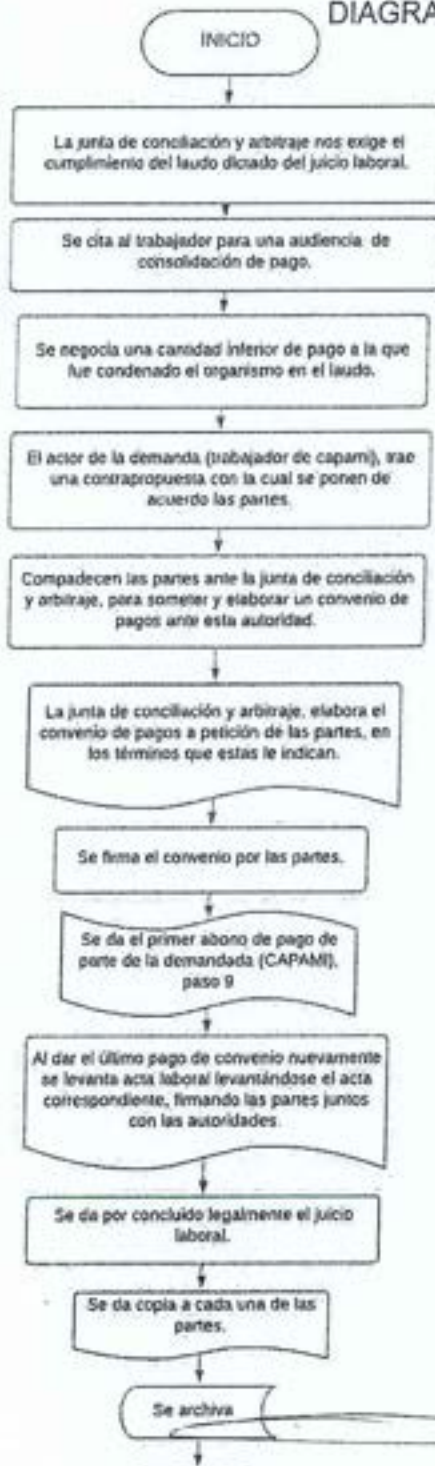 DIAGRA
INICIO
La junta de conciliación y arbitraje nos exige el
cumplimiento del laudo dictado del juicio laboral.
Se cita al trabajador para una audiencia de
consolidación de pago.
Se negocia una cantidad inferior de pago a la que
fue condenado el organismo en el laudo.
El actor de la demanda (trabajador de capami), trae
una contrapropuesta con la cual se ponen de
acuerdo las partes.
Compadecen las partes ante la junta de conciliación
y arbitraje, para someter y elaborar un convenio de
pagos ante esta autoridad.
La junta de conciliación y arbitraje, elabora el
convenio de pagos a petición de las partes, en
los términos que estas le indican.
Se firma el convenio por las partes.
Se da el primer abono de pago de
parte de la demandada (CAPAMI),
paso 9
Al dar el último pago de convenio nuevamente
se levanta acta laboral levantándose el acta
correspondiente, firmando las partes juntos
con las autoridades.
Se da por concluido legalmente el juicio
laboral.
Se da copia a cada una de las
partes.
Se archiva